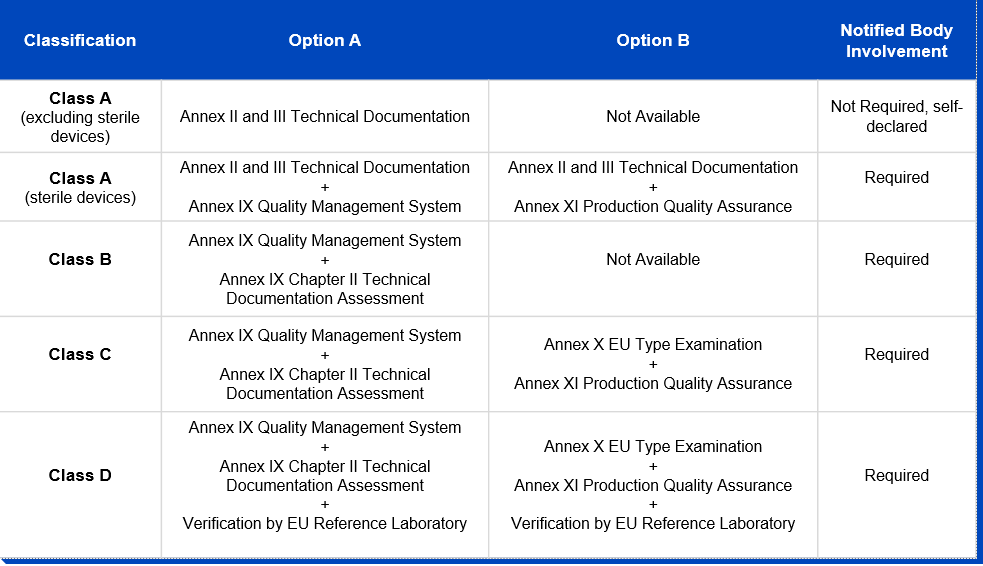 Classification
Option A
Option B
Notified Body
Involvement
Class A
(excluding sterile
devices)
Annex II and III Technical Documentation
Not Available
Not Required, self-
declared
Class A
(sterile devices)
Annex II and III Technical Documentation
+
Annex IX Quality Management System
Annex II and III Technical Documentation
+
Annex XI Production Quality Assurance
Required
Class B
Annex IX Quality Management System
+
Annex IX Chapter II Technical
Documentation Assessment
Not Available
Required
Class C
Annex IX Quality Management System
+
Annex IX Chapter II Technical
Documentation Assessment
Annex X EU Type Examination
+
Annex XI Production Quality Assurance
Required
Class D
Annex IX Quality Management System
+
Annex IX Chapter II Technical
Documentation Assessment
+
Verification by EU Reference Laboratory
Annex X EU Type Examination
+
Annex XI Production Quality Assurance
+
Verification by EU Reference Laboratory
Required